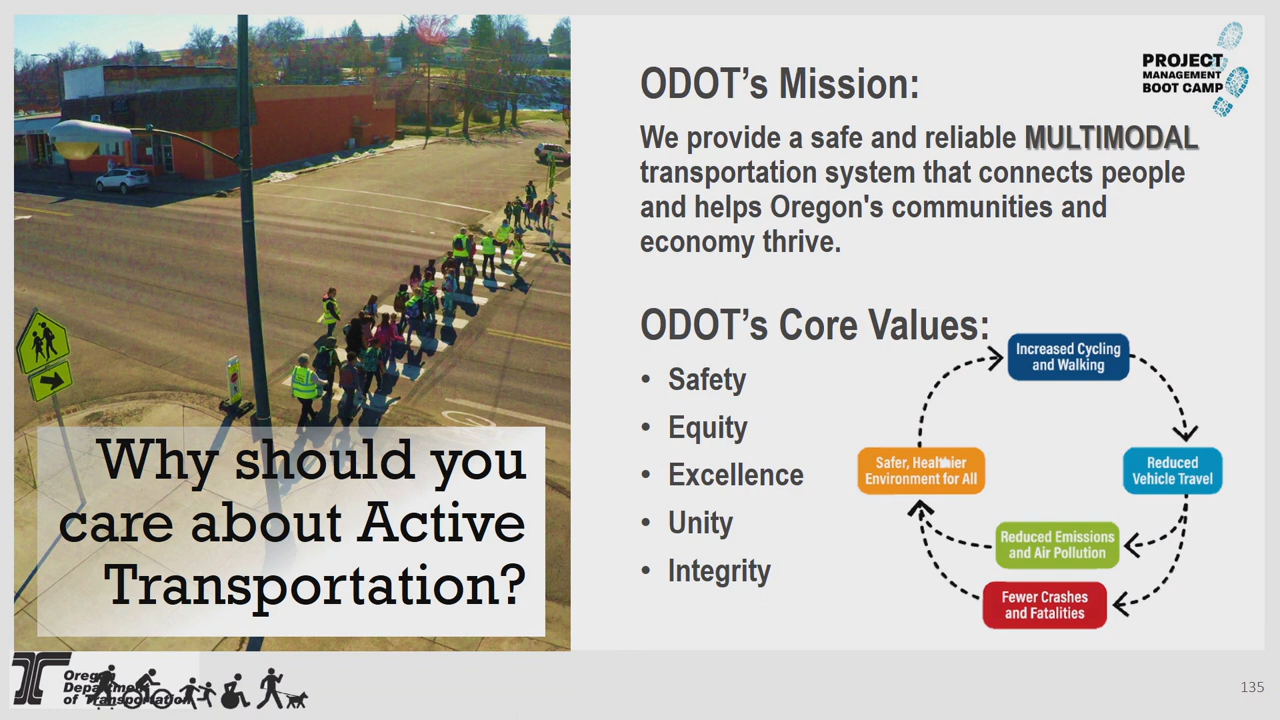 Why should you
care about Active
Transportation?
ODOT’s Mission:
We provide a safe and reliable MULTIMODAL
transportation system that connects people
and helps Oregon's communities and
economy thrive.
ODOT’s Core Values:
• Safety
• Equity
• Excellence
• Unity
• Integrity
PROJECT
MANAGEMENT
BOOT CAMP
Increased Cycling
and Walking
Reduced
Vehicle Travel
Reduced Emissions
and Air Pollution
Fewer Crashes
and Fatalities
Safer, Healthier
Environment for All
Oregon
Department
of Transportation
135